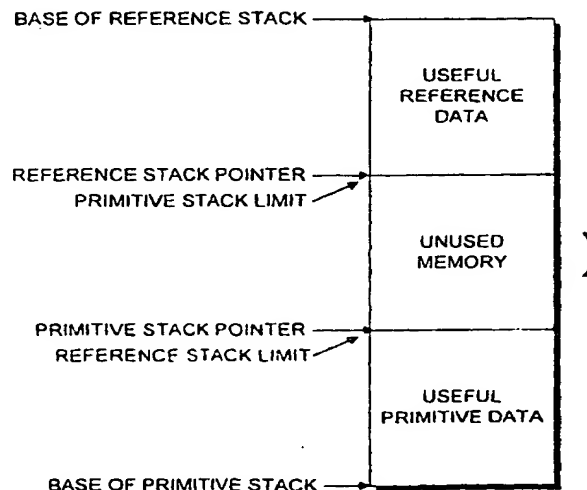 BASE OF REFERENCE STACK
USEFUL
REFERENCE
DATA
REFERENCE STACK POINTER
PRIMITIVE STACK LIMIT
UNUSED
MEMORY
PRIMITIVE STACK POINTER
REFERENCE STACK LIMIT
USEFUL
PRIMITIVE DATA
BASE OF PRIMITIVE STACK